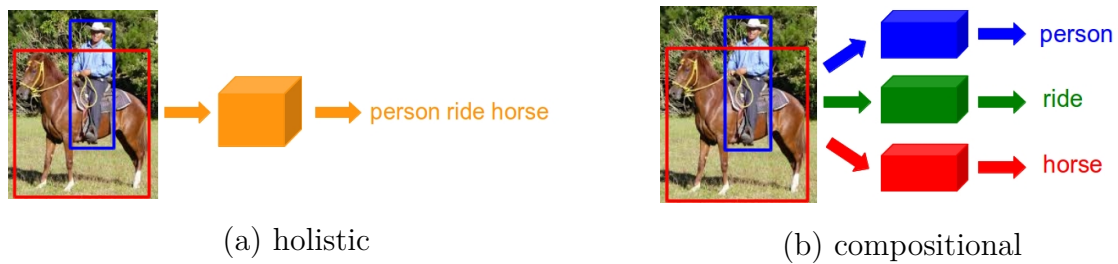 person ride horse
(a) holistic
person
ride
horse
(b) compositional